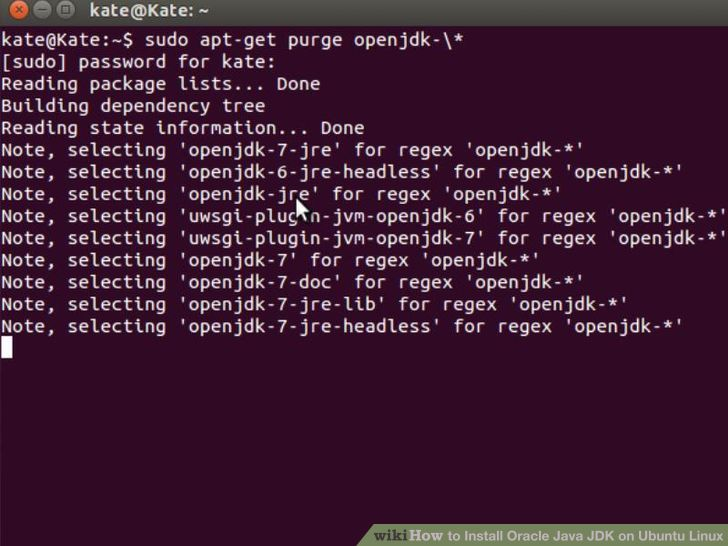 kate@Kate: ~
kate@Kate:~$ sudo apt-get purge openjdk-\*
[sudo] password for kate:
Reading package lists... Done
Building dependency tree
Reading state information... Done
Note, selecting 'openjdk-7-jre' for regex 'openjdk-*'
Note, selecting 'openjdk-6-jre-headless' for regex 'openjdk-*'
Note, selecting 'openjdk-jre' for regex 'openjdk-*'
Note, selecting 'uwsgi-plugin-jvm-openjdk-6' for regex 'openjdk-*'
Note, selecting 'uwsgi-plugin-jvm-openjdk-7' for regex 'openjdk-*'
Note, selecting 'openjdk-7' for regex 'openjdk-*'
Note, selecting 'openjdk-7-doc' for regex 'openjdk-*'
Note, selecting 'openjdk-7-jre-lib' for regex 'openjdk-*'
Note, selecting 'openjdk-7-jre-headless' for regex 'openjdk-*'
wikiHow to Install Oracle Java JDK on Ubuntu Linux